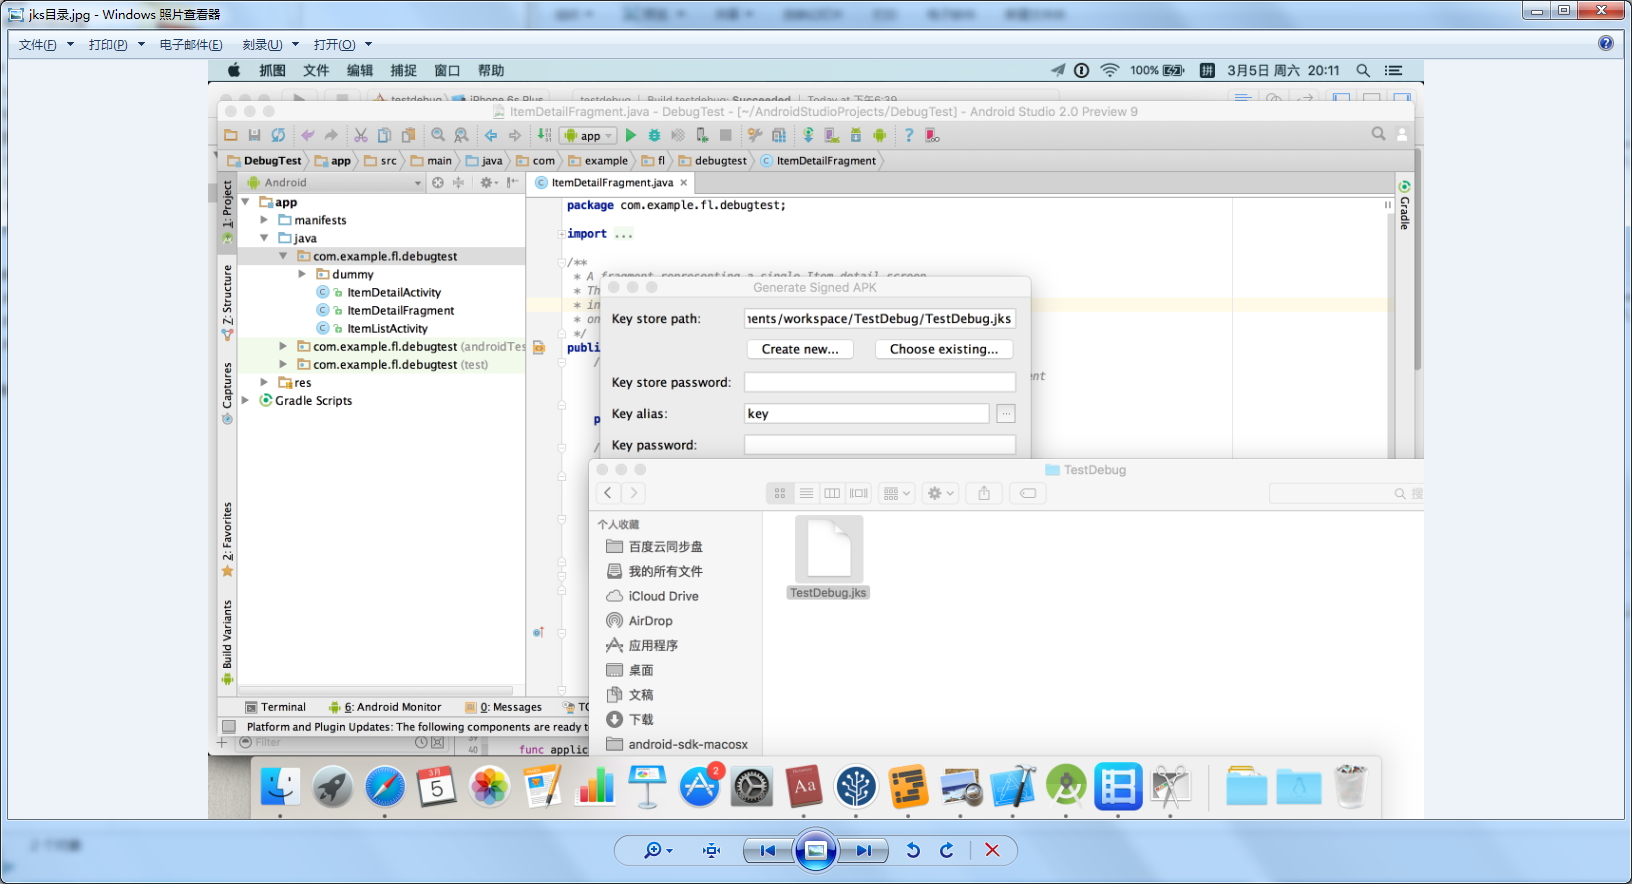 jks目录.jpg - Windows 照片查看器
文件(F) 打印(P) 电子邮件(E) 刻录(U) 打开(O)
抓图 文件 编辑 捕捉 窗口 帮助 100% 拼 3月5日 周六 20:11
ItemDetailFragment.java - DebugTest - [~/AndroidStudioProjects/DebugTest] - Android Studio 2.0 Preview 9
app
DebugTest app src main java com example fl debugtest ItemDetailFragment
1: Project
Android
ItemDetailFragment.java
Gradle
app
manifests
java
com.example.fl.debugtest
dummy
ItemDetailActivity
ItemDetailFragment
ItemListActivity
com.example.fl.debugtest (androidTes
com.example.fl.debugtest (test)
res
Gradle Scripts
7: Structure
Captures
2: Favorites
Build Variants
package com.example.fl.debugtest;
import ...
/**
* A fragment representing a single Item detail screen
* Th
* in
* on
*/
publi
Generate Signed APK
Key store path: nents/workspace/TestDebug/TestDebug.jks
Create new... Choose existing...
Key store password:
Key alias: key ...
Key password:
TestDebug
个人收藏
百度云同步盘
我的所有文件
iCloud Drive
AirDrop
应用程序
桌面
文稿
下载
android-sdk-macosx
TestDebug.jks
Terminal 6: Android Monitor 0: Messages TO
Platform and Plugin Updates: The following components are ready t
Filter
40 func applic
3月
5
2
Aa